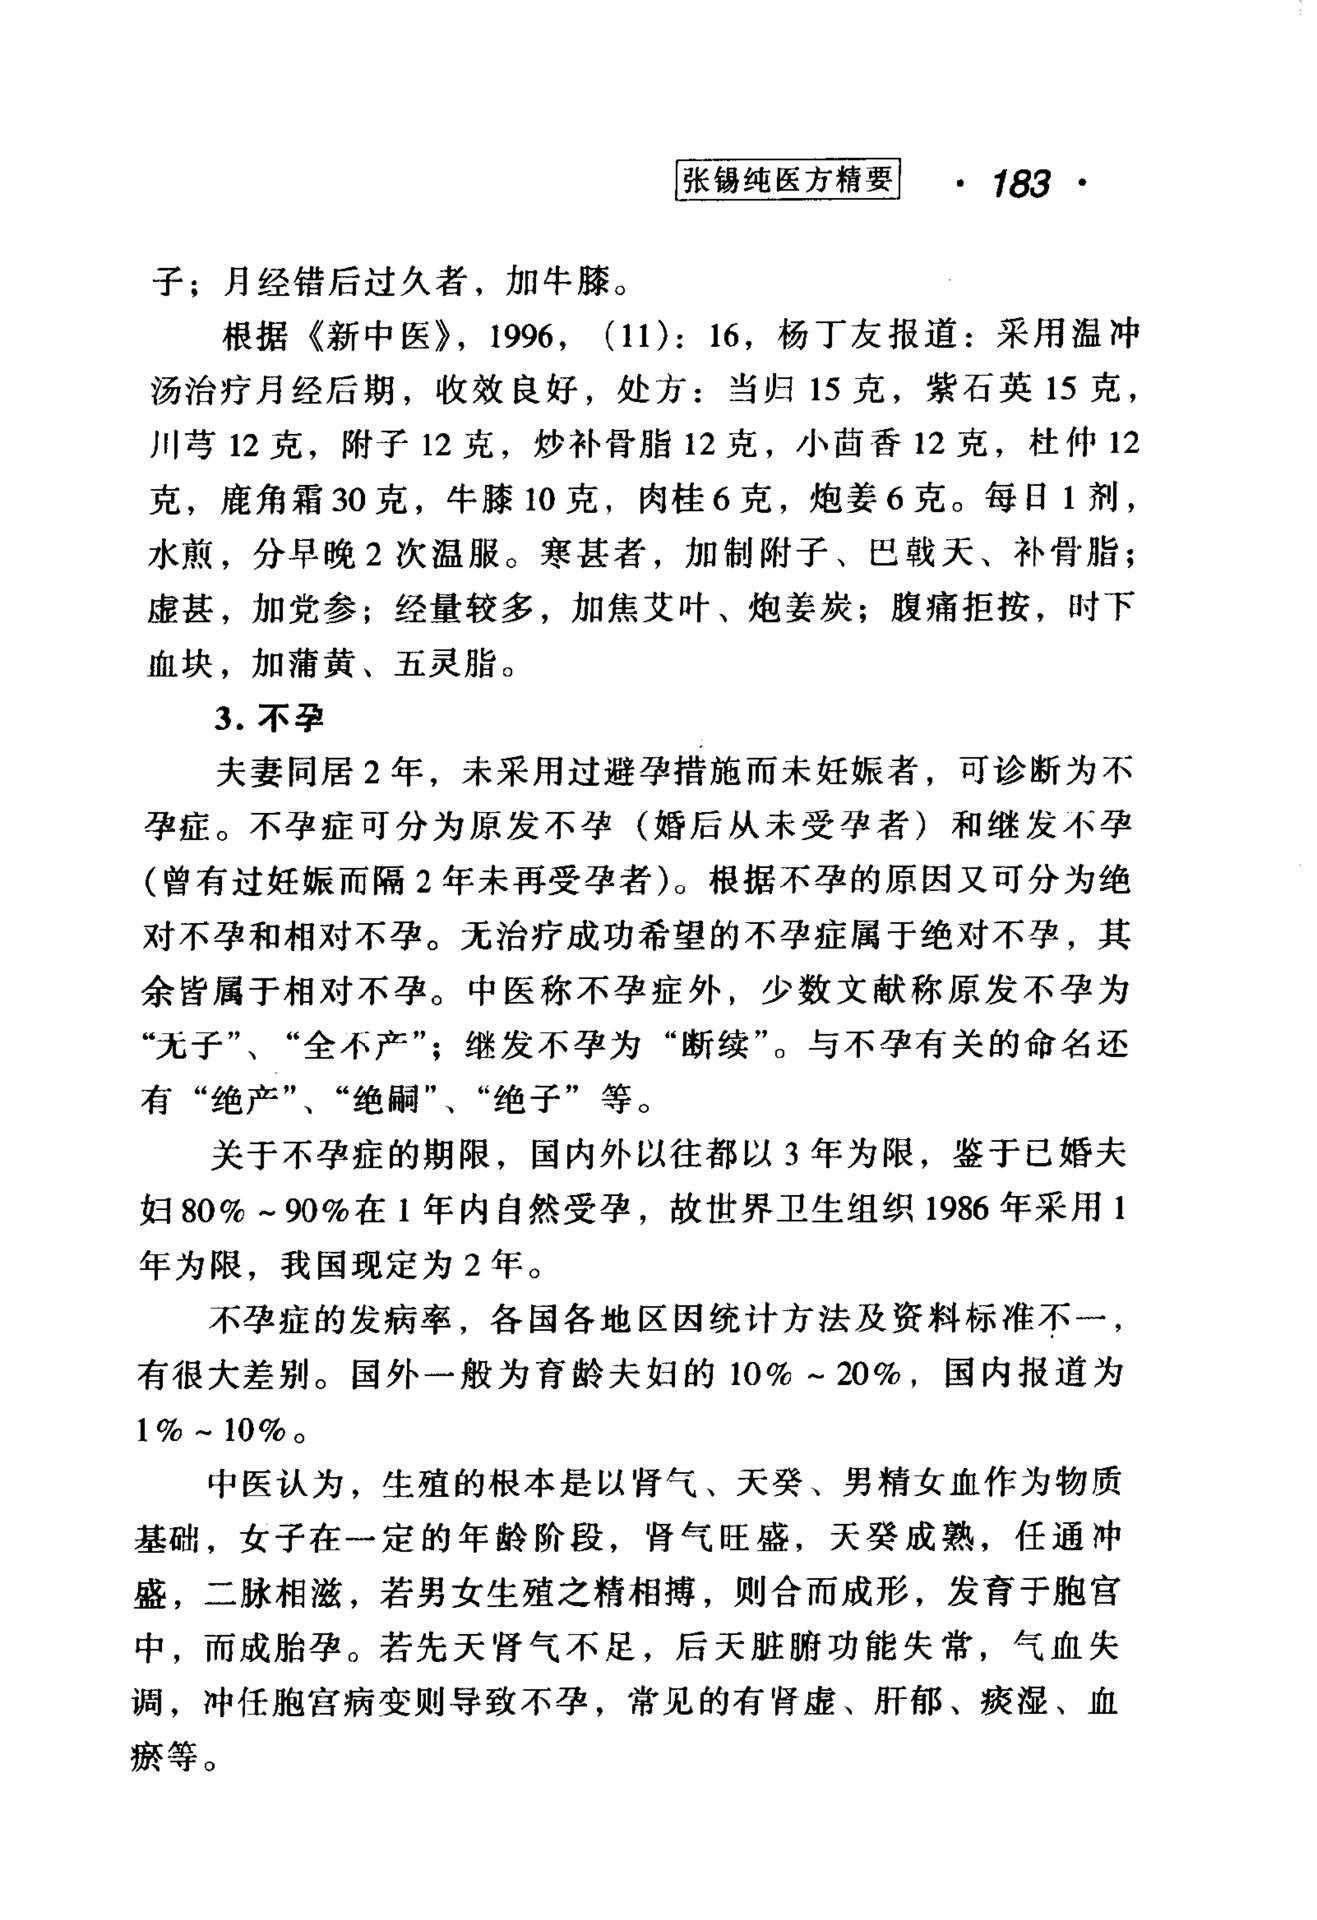 张锡纯医方精要 · 183 ·
子；月经错后过久者，加牛膝。
根据《新中医》，1996，（11）：16，杨丁友报道：采用温冲
汤治疗月经后期，收效良好，处方：当归 15 克，紫石英 15 克，
川芎 12 克，附子 12 克，炒补骨脂 12 克，小茴香 12 克，杜仲 12
克，鹿角霜 30 克，牛膝 10 克，肉桂 6 克，炮姜 6 克。每日 1 剂，
水煎，分早晚 2 次温服。寒甚者，加制附子、巴戟天、补骨脂；
虚甚，加党参；经量较多，加焦艾叶、炮姜炭；腹痛拒按，时下
血块，加蒲黄、五灵脂。
3. 不孕
夫妻同居 2 年，未采用过避孕措施而未妊娠者，可诊断为不
孕症。不孕症可分为原发不孕（婚后从未受孕者）和继发不孕
（曾有过妊娠而隔 2 年未再受孕者）。根据不孕的原因又可分为绝
对不孕和相对不孕。无治疗成功希望的不孕症属于绝对不孕，其
余皆属于相对不孕。中医称不孕症外，少数文献称原发不孕为
“无子”、“全不产”；继发不孕为“断续”。与不孕有关的命名还
有“绝产”、“绝嗣”、“绝子”等。
关于不孕症的期限，国内外以往都以 3 年为限，鉴于已婚夫
妇 80%～90%在 1 年内自然受孕，故世界卫生组织 1986 年采用 1
年为限，我国现定为 2 年。
不孕症的发病率，各国各地区因统计方法及资料标准不一，
有很大差别。国外一般为育龄夫妇的 10%～20%，国内报道为
1%～10%。
中医认为，生殖的根本是以肾气、天癸、男精女血作为物质
基础，女子在一定的年龄阶段，肾气旺盛，天癸成熟，任通冲
盛，二脉相滋，若男女生殖之精相搏，则合而成形，发育于胞宫
中，而成胎孕。若先天肾气不足，后天脏腑功能失常，气血失
调，冲任胞宫病变则导致不孕，常见的有肾虚、肝郁、痰湿、血
瘀等。